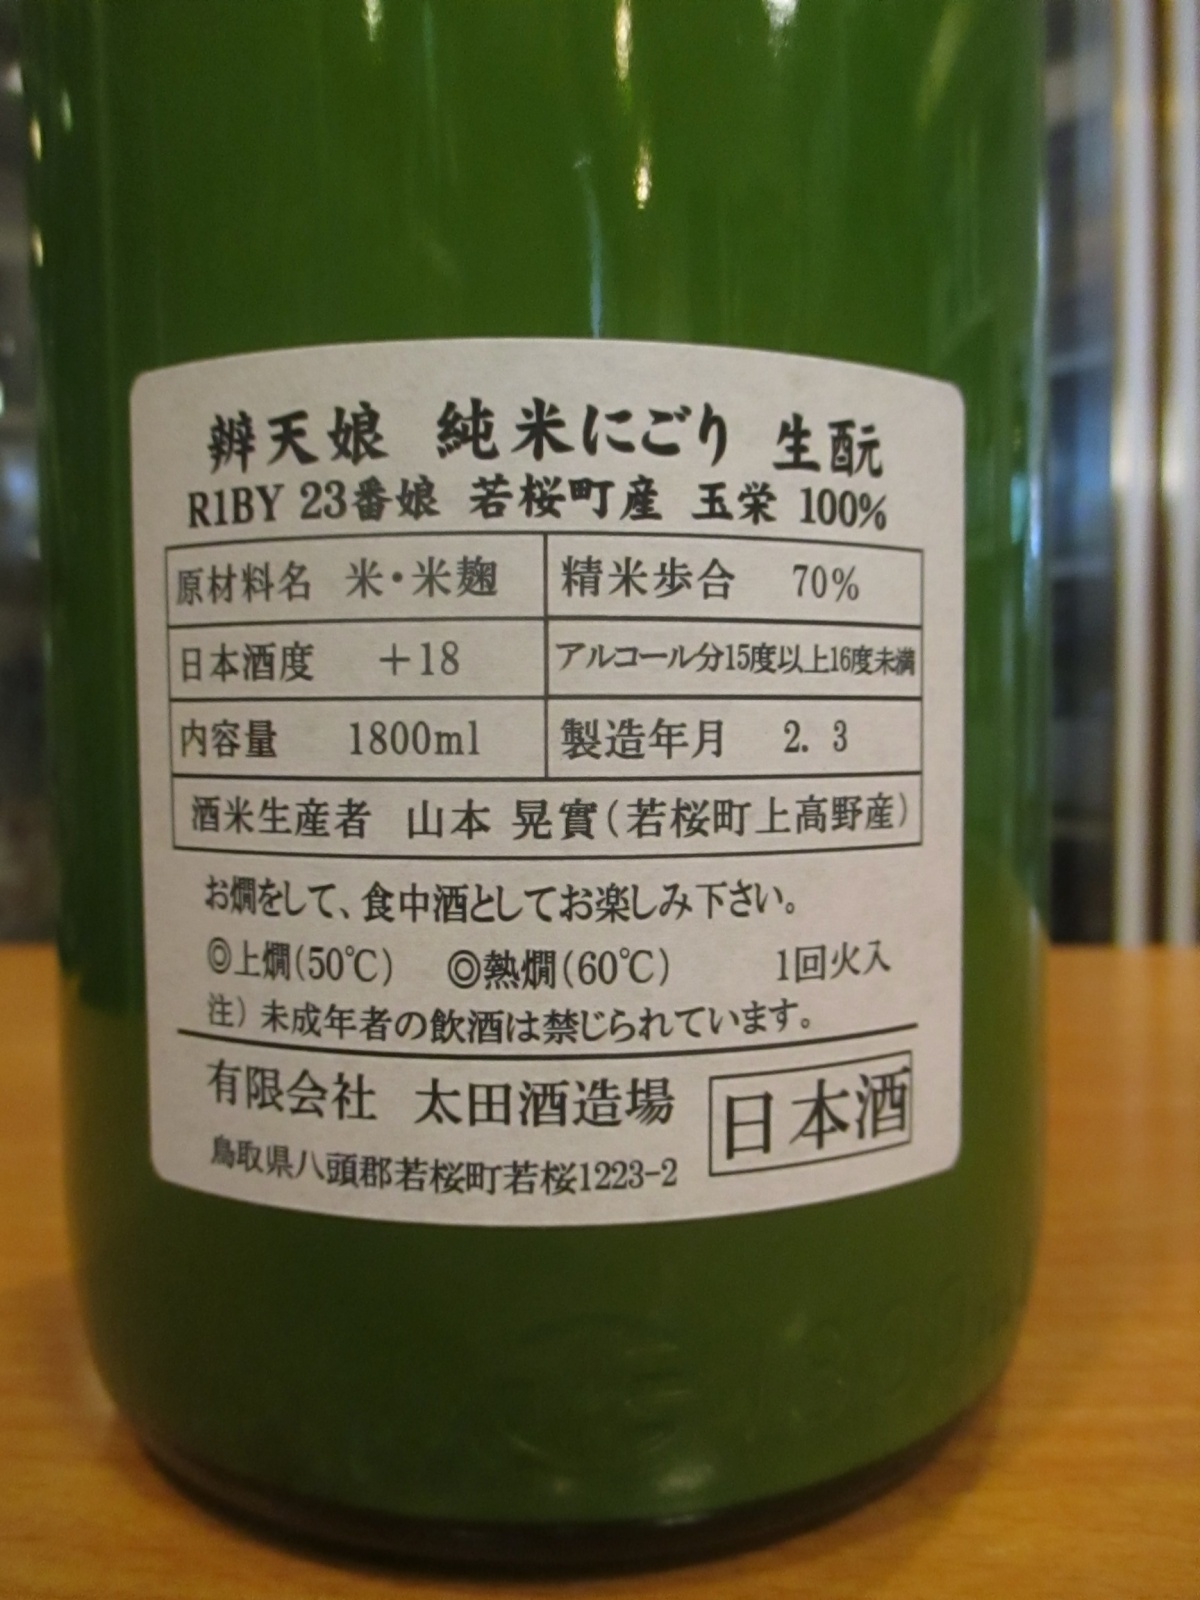 辨天娘 純米にごり 生酛
R1BY 23番娘 若桜町産 玉栄 100%
原材料名 米・米麹 精米歩合 70%
日本酒度 +18 アルコール分15度以上16度未満
内容量 1800ml 製造年月 2. 3
酒米生産者 山本 晃實(若桜町上高野産)
お燗をして、食中酒としてお楽しみ下さい。
◎上燗(50℃) ◎熱燗(60℃) 1回火入
注) 未成年者の飲酒は禁じられています。
有限会社 太田酒造場
鳥取県八頭郡若桜町若桜1223-2
日本酒